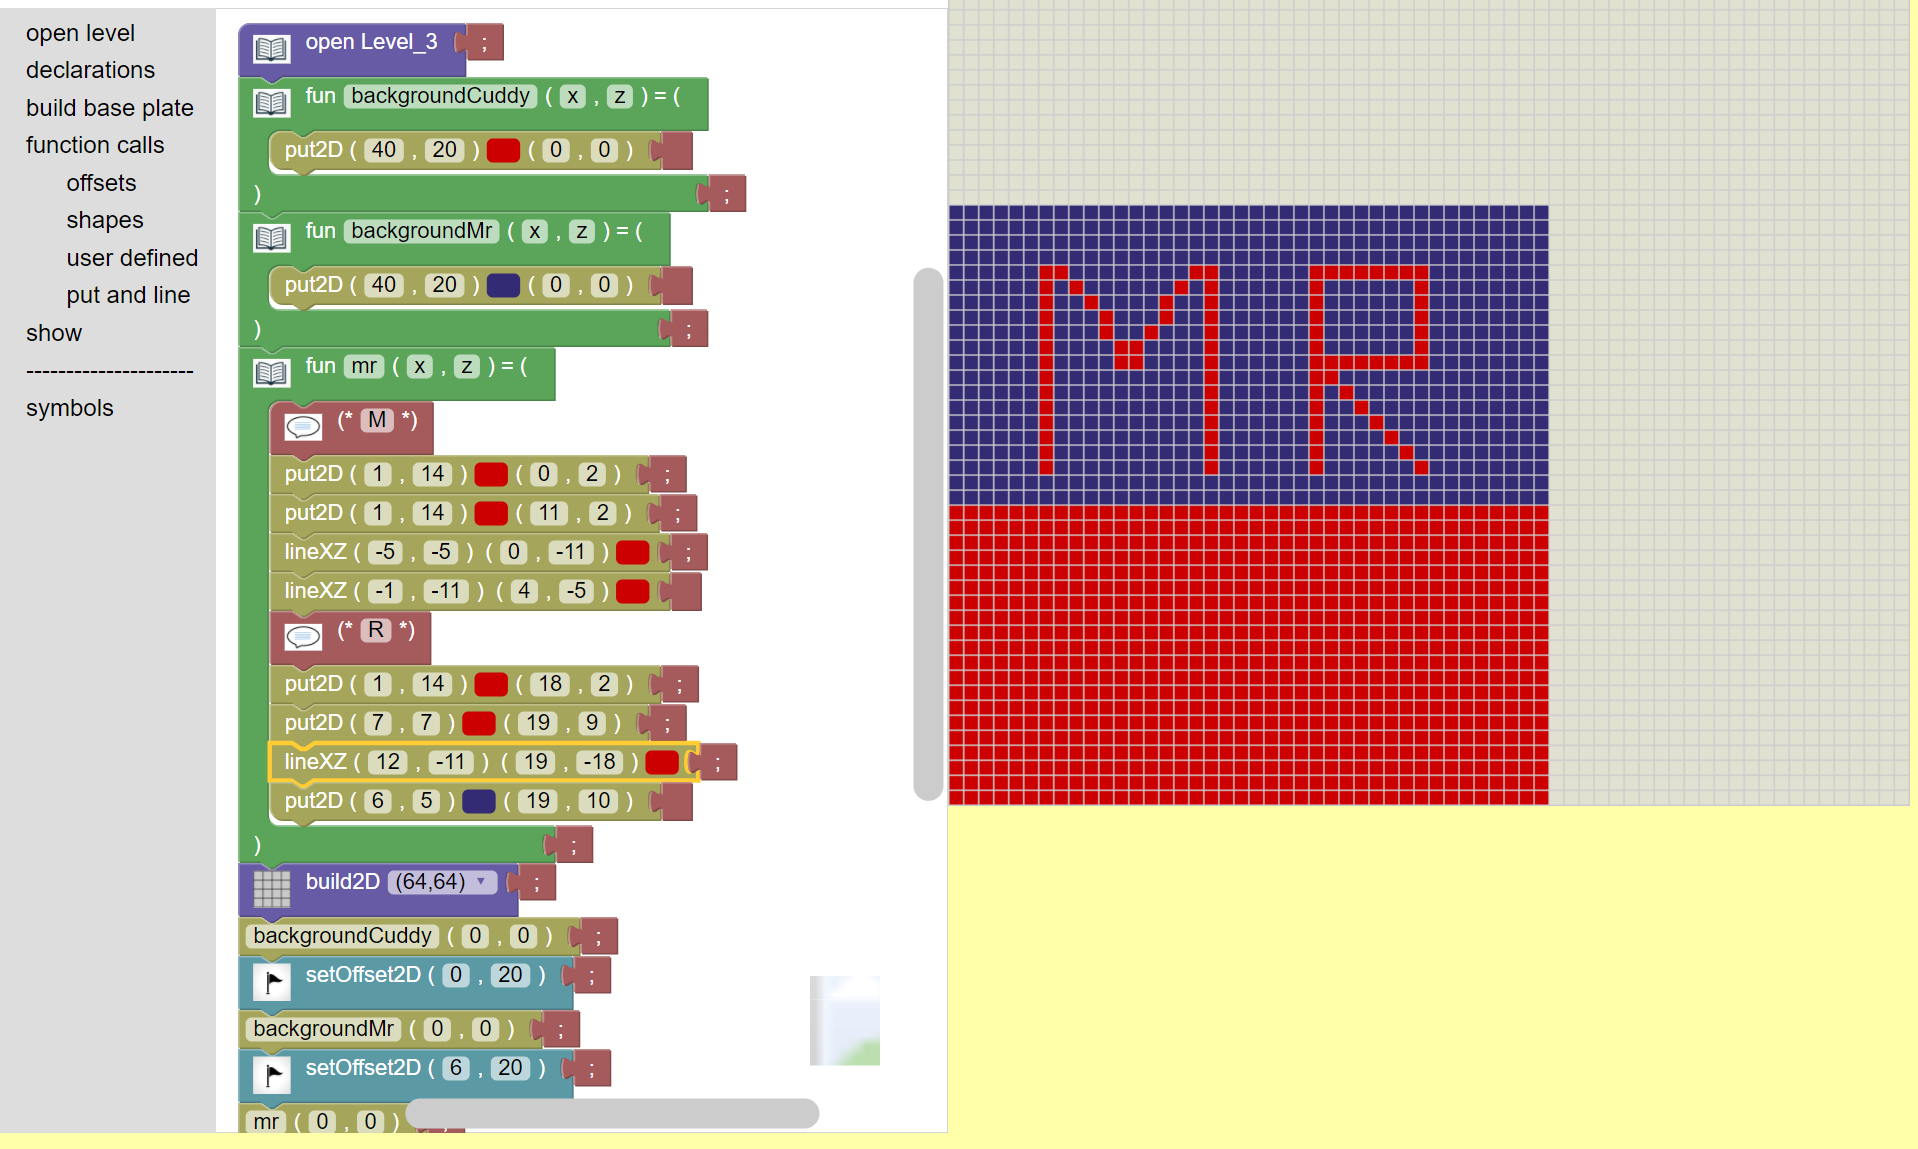 open level
declarations
build base plate
function calls
offsets
shapes
user defined
put and line
show
---------------------
symbols
open Level_3 ;
fun backgroundCuddy ( x , z ) = (
put2D ( 40 , 20 ) ( 0 , 0 )
) ;
fun backgroundMr ( x , z ) = (
put2D ( 40 , 20 ) ( 0 , 0 )
) ;
fun mr ( x , z ) = (
(* M *)
put2D ( 1 , 14 ) ( 0 , 2 ) ;
put2D ( 1 , 14 ) ( 11 , 2 ) ;
lineXZ ( -5 , -5 ) ( 0 , -11 ) ;
lineXZ ( -1 , -11 ) ( 4 , -5 )
(* R *)
put2D ( 1 , 14 ) ( 18 , 2 ) ;
put2D ( 7 , 7 ) ( 19 , 9 ) ;
lineXZ ( 12 , -11 ) ( 19 , -18 ) ;
put2D ( 6 , 5 ) ( 19 , 10 )
) ;
build2D (64,64) ;
backgroundCuddy ( 0 , 0 ) ;
setOffset2D ( 0 , 20 ) ;
backgroundMr ( 0 , 0 ) ;
setOffset2D ( 6 , 20 ) ;
mr ( 0 , 0 )
MR